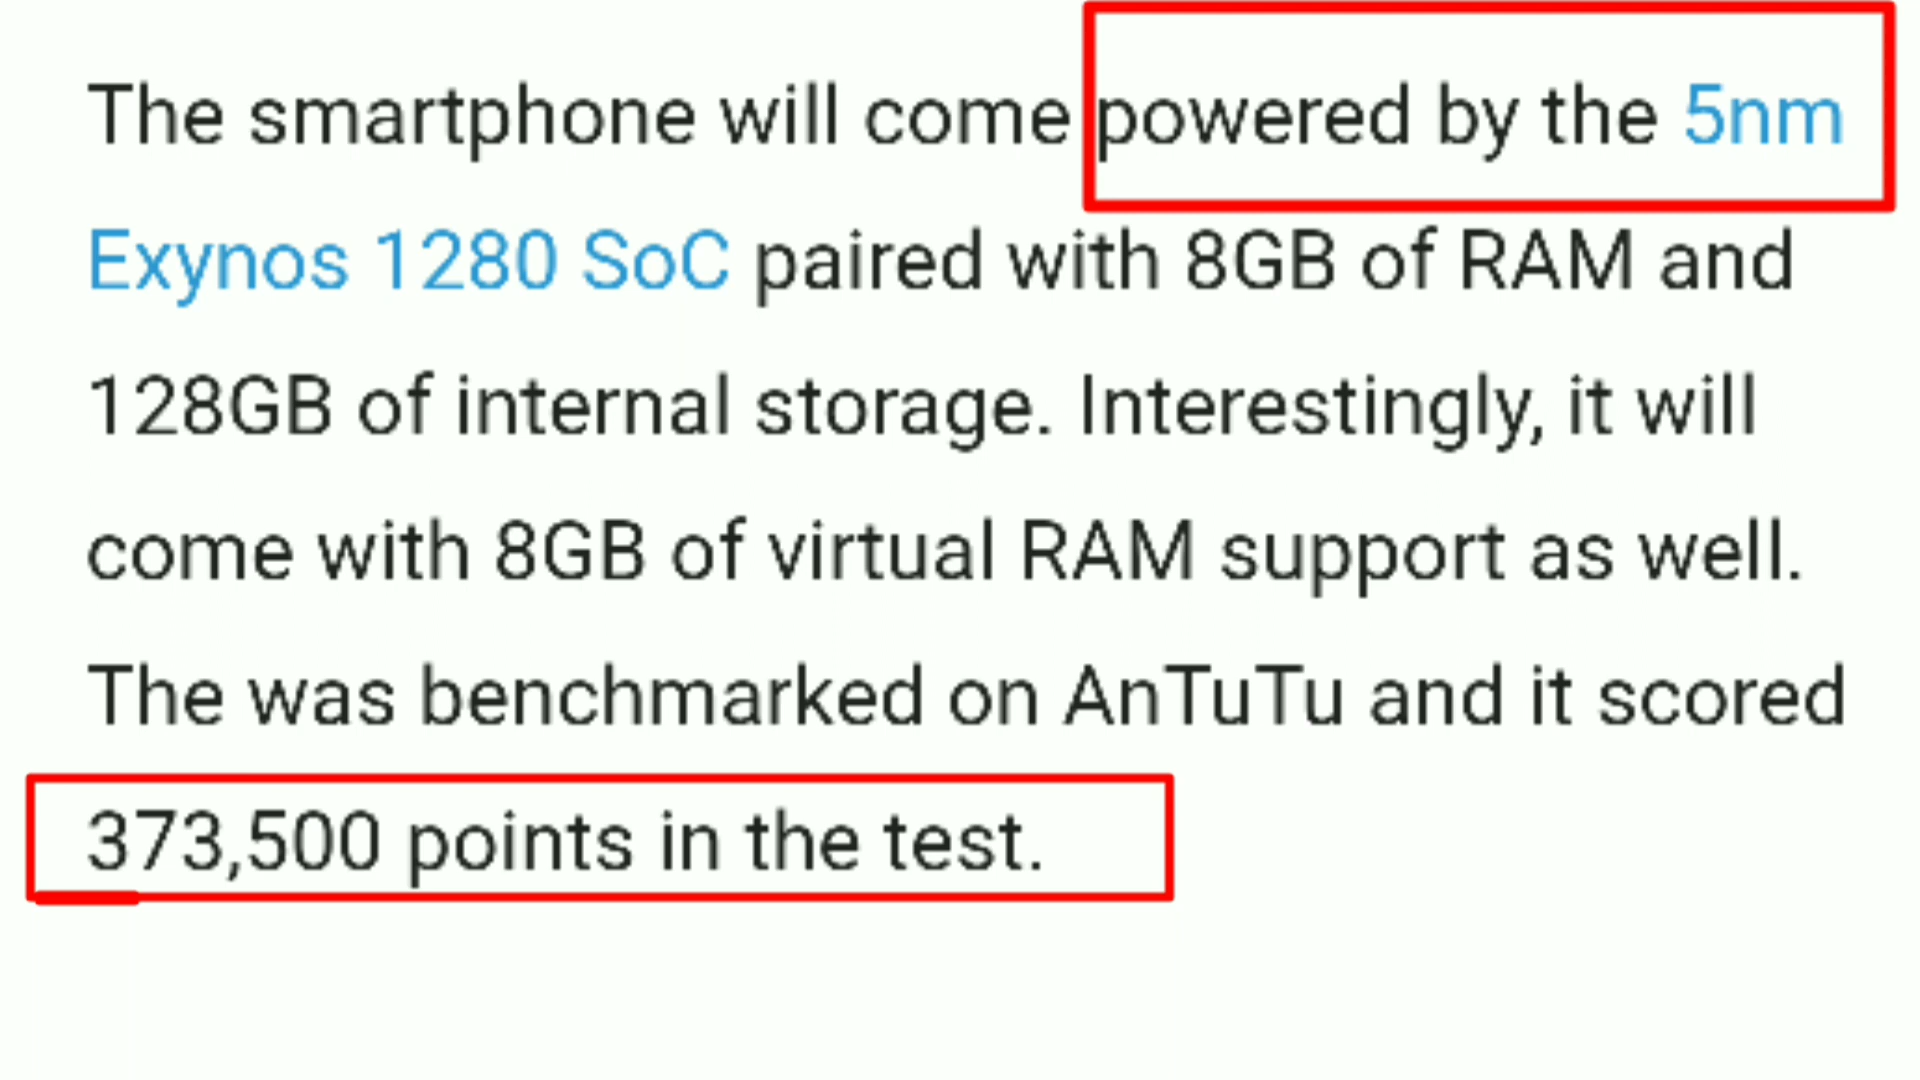 The smartphone will come powered by the 5nm
Exynos 1280 SoC paired with 8GB of RAM and
128GB of internal storage. Interestingly, it will
come with 8GB of virtual RAM support as well.
The was benchmarked on AnTuTu and it scored
373,500 points in the test.